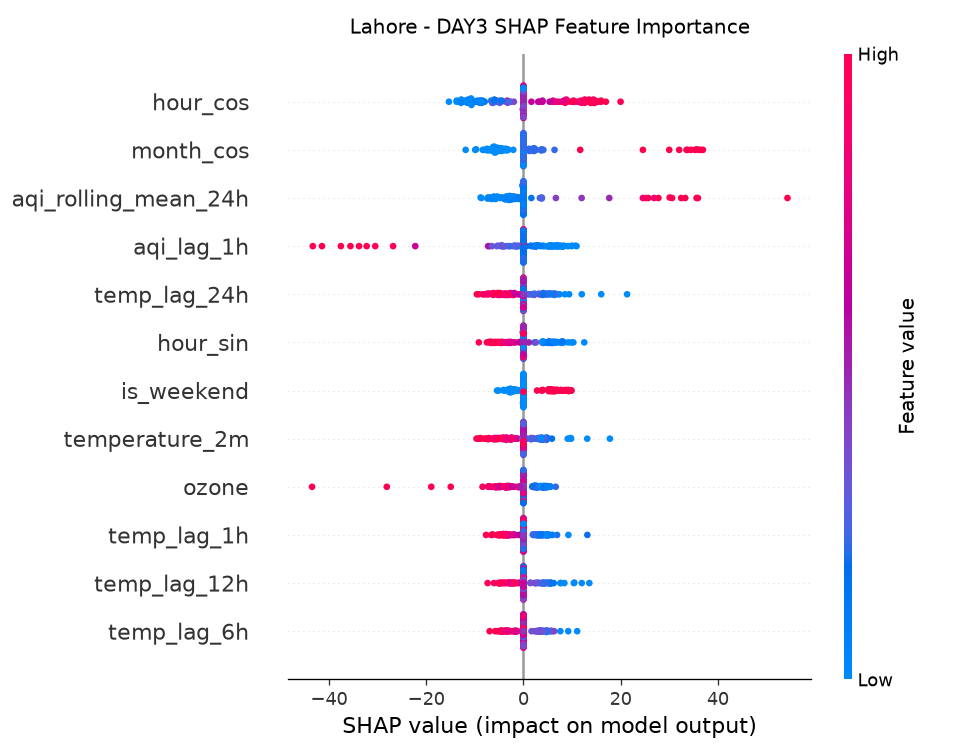 Lahore - DAY3 SHAP Feature Importance
High
hour_cos
month_cos
aqi_rolling_mean_24h
aqi_lag_1h
temp_lag_24h
hour_sin
is_weekend
temperature_2m
ozone
temp_lag_1h
temp_lag_12h
temp_lag_6h
Feature value
Low
−40 −20 0 20 40
SHAP value (impact on model output)